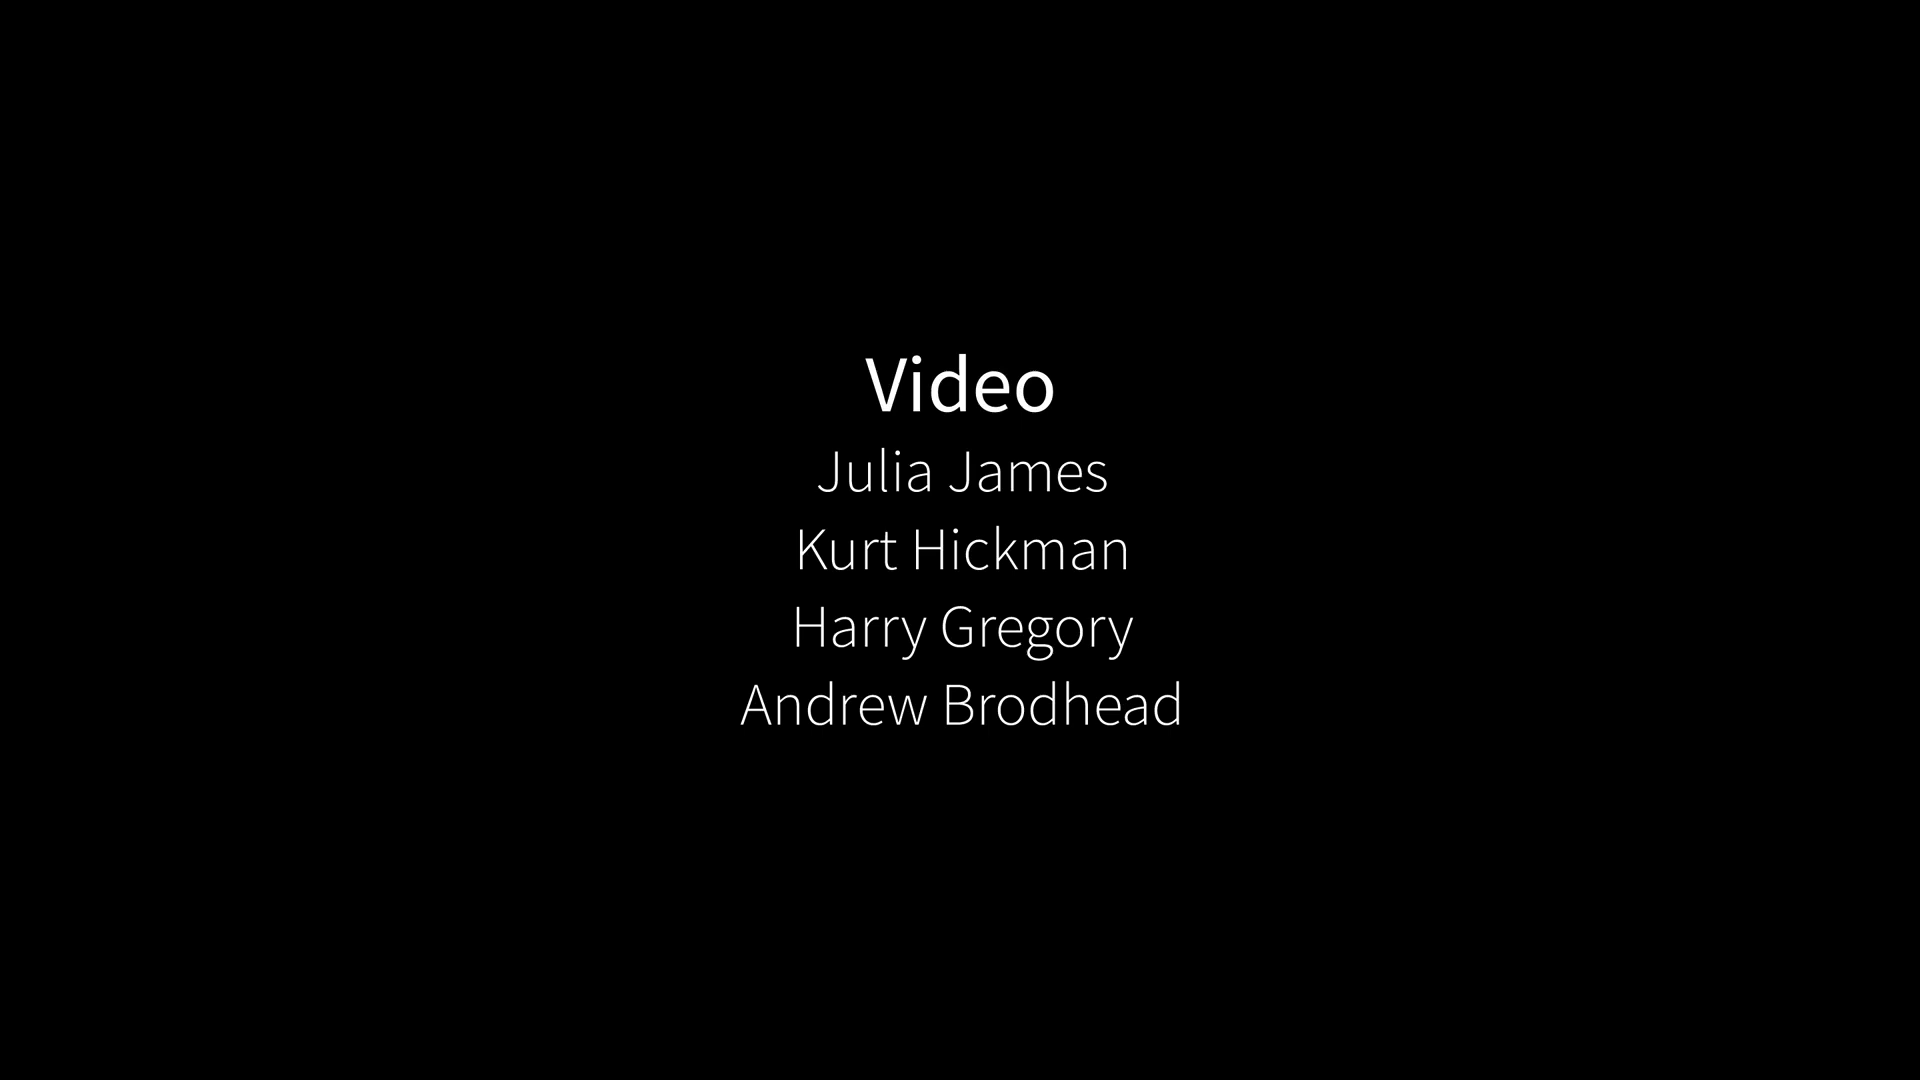 Video
Julia James
Kurt Hickman
Harry Gregory
Andrew Brodhead